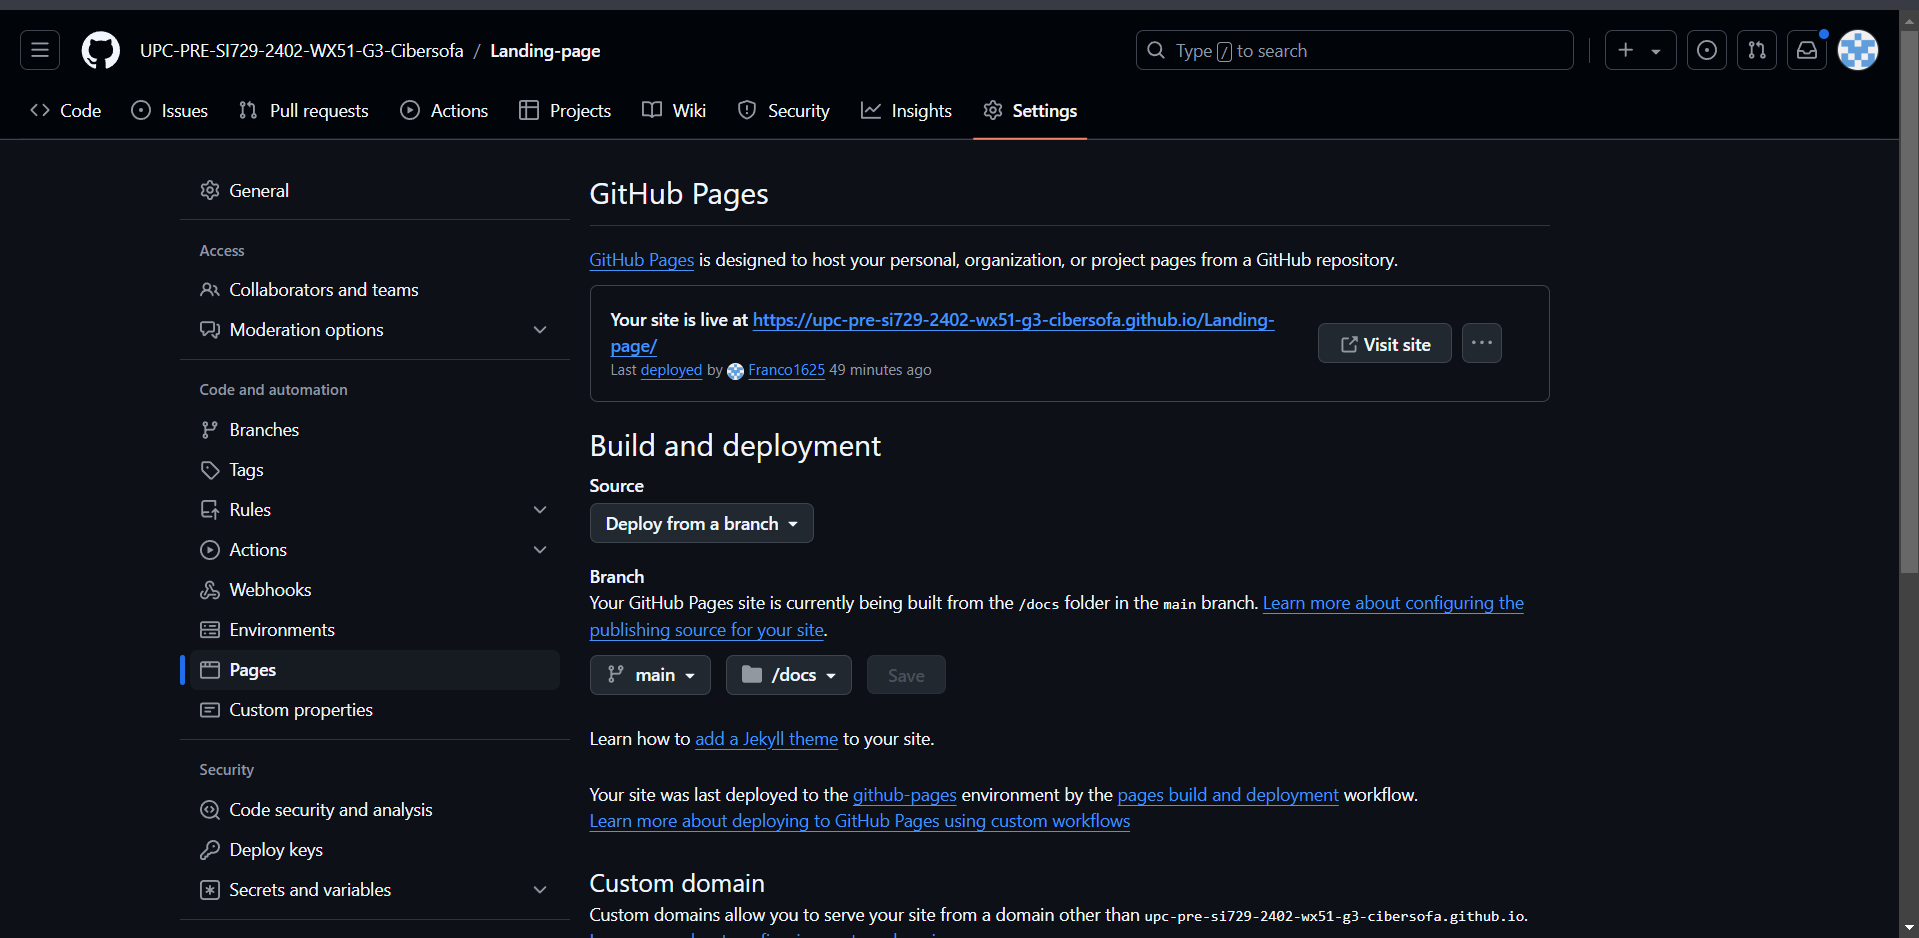 UPC-PRE-SI729-2402-WX51-G3-Cibersofa / Landing-page
Type / to search
Code
Issues
Pull requests
Actions
Projects
Wiki
Security
Insights
Settings
General
Access
Collaborators and teams
Moderation options
Code and automation
Branches
Tags
Rules
Actions
Webhooks
Environments
Pages
Custom properties
Security
Code security and analysis
Deploy keys
Secrets and variables
GitHub Pages
GitHub Pages is designed to host your personal, organization, or project pages from a GitHub repository.
Your site is live at https://upc-pre-si729-2402-wx51-g3-cibersofa.github.io/Landing-
page/
Last deployed by Franco1625 49 minutes ago
Visit site
Build and deployment
Source
Deploy from a branch
Branch
Your GitHub Pages site is currently being built from the /docs folder in the main branch. Learn more about configuring the
publishing source for your site.
main
/docs
Save
Learn how to add a Jekyll theme to your site.
Your site was last deployed to the github-pages environment by the pages build and deployment workflow.
Learn more about deploying to GitHub Pages using custom workflows
Custom domain
Custom domains allow you to serve your site from a domain other than upc-pre-si729-2402-wx51-g3-cibersofa.github.io.